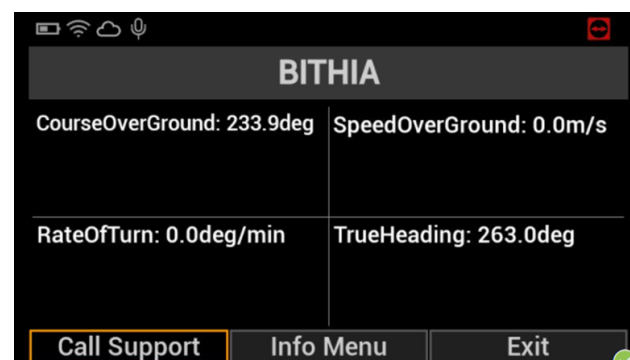 BITHIA
CourseOverGround: 233.9deg
SpeedOverGround: 0.0m/s
RateOfTurn: 0.0deg/min
TrueHeading: 263.0deg
Call Support
Info Menu
Exit